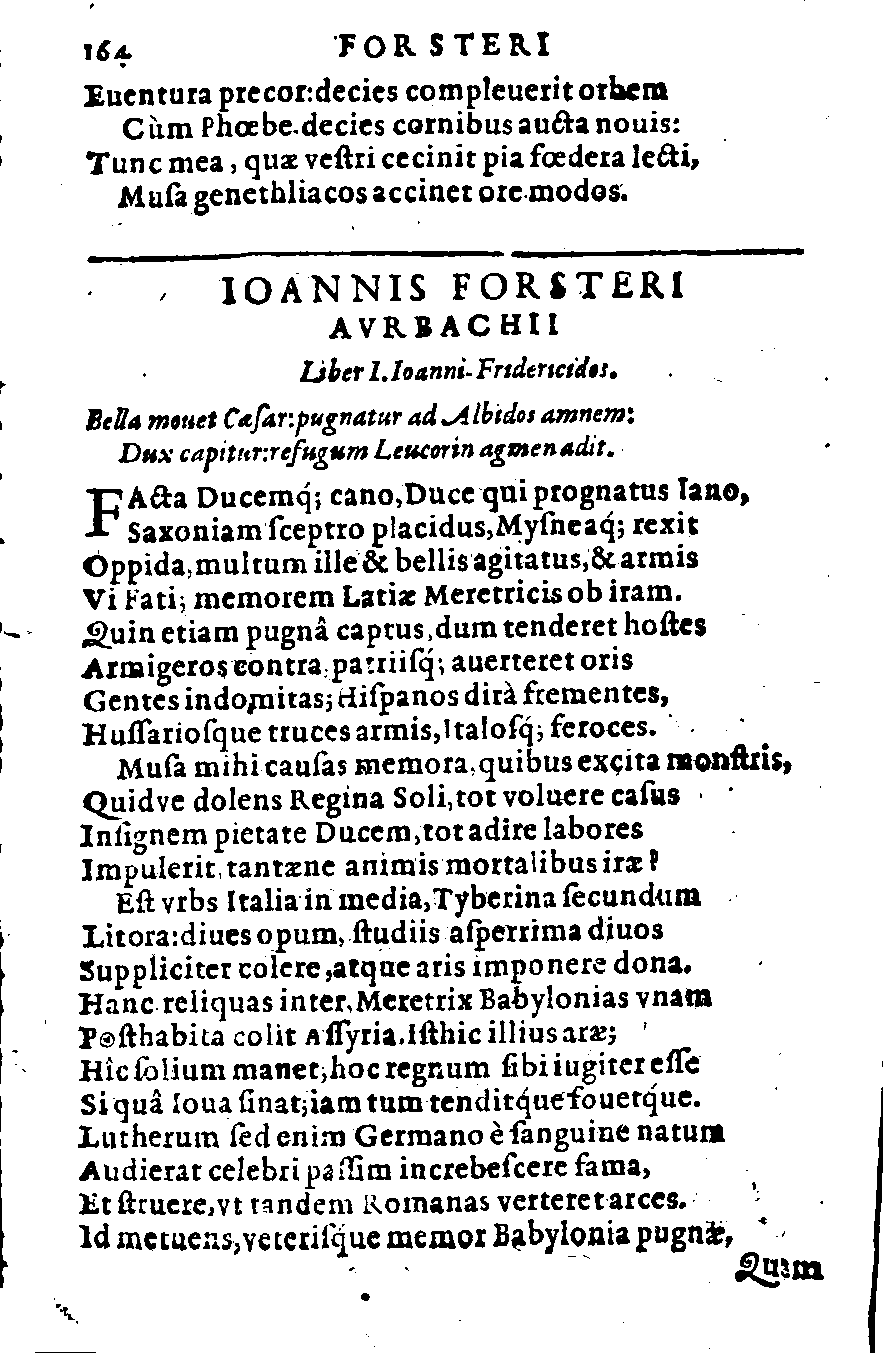 164 FORSTERI
Euentura precor: decies compleuerit orbem
Cùm Phœbe decies cornibus aucta nouis:
Tunc mea, quæ veſtri cecinit pia fœdera lecti,
Muſa genethliacos accinet ore modos.
IOANNIS FORSTERI
AVRBACHII
Liber I. Ioanni-Fridericidos.
Bella mouet Cæſar: pugnatur ad Albidos amnem:
Dux capitur: refugum Leucorin agmen adit.
FActa Ducemq́; cano, Duce qui prognatus Iano,
Saxoniam ſceptro placidus, Myſneaq́; rexit
Oppida, multum ille & bellis agitatus, & armis
Vi Fati; memorem Latiæ Meretricis ob iram.
Quin etiam pugnâ captus, dum tenderet hoſtes
Armigeros contra, patriiſq́; auerteret oris
Gentes indomitas; Hiſpanos dirà frementes,
Huſſarioſque truces armis, Italoſq́; feroces.
Muſa mihi cauſas memora, quibus excita monſtris,
Quidve dolens Regina Soli, tot voluere caſus
Inſignem pietate Ducem, tot adire labores
Impulerit, tantæne animis mortalibus iræ?
Eſt vrbs Italia in media, Tyberina ſecundum
Litora: diues opum, ſtudiis aſperrima diuos
Suppliciter colere, atque aris imponere dona.
Hanc reliquas inter, Meretrix Babylonias vnam
Poſthabita colit Aſſyria. Iſthic illius aræ;
Hîc ſolium manet; hoc regnum ſibi iugiter eſſe
Si quâ Ioua ſinat; iam tum tenditq́ue fouetq́ue.
Lutherum ſed enim Germano è ſanguine natum
Audierat celebri paſſim increbeſcere fama,
Et ſtruere, vt tandem Romanas verteret arces.
Id metuens, veteriſq́ue memor Babylonia pugnæ,
Quam